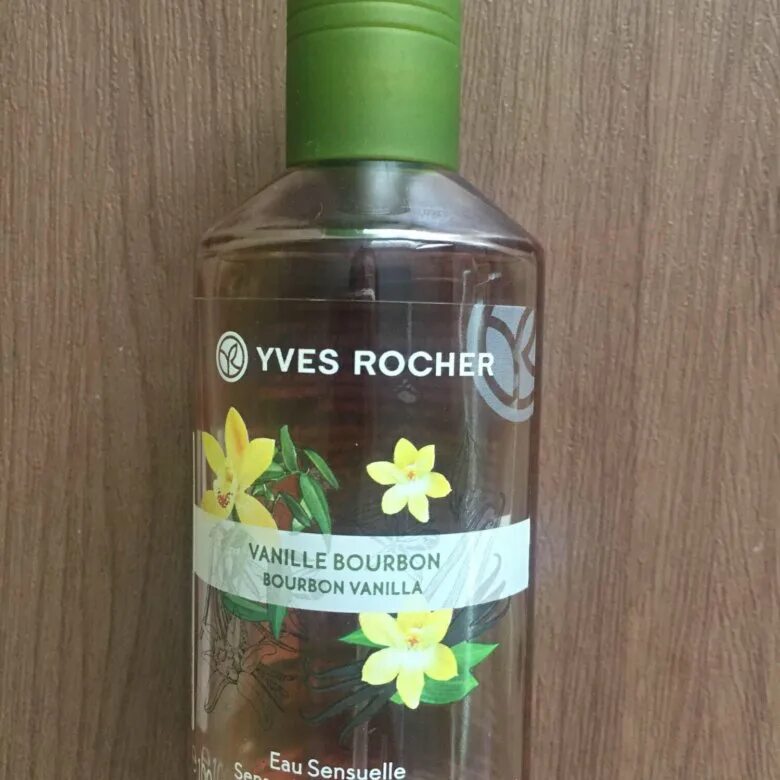 YVES ROCHER
VANILLE BOURBON
BOURBON VANILLA
Eau Sensuelle